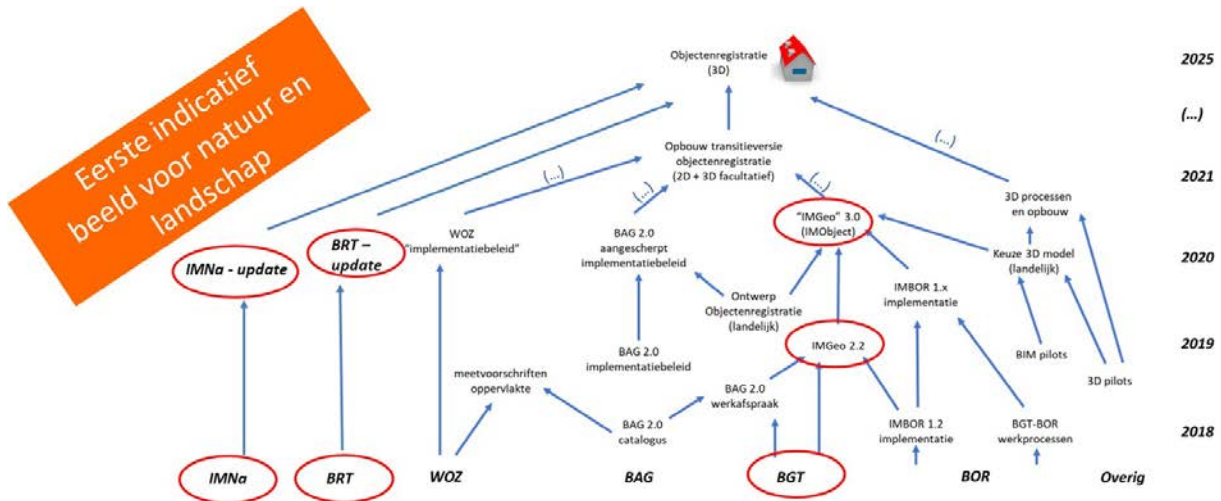 Eerste indicatief
beeld voor natuur en
landschap
Objectenregistratie
(3D)
2025
(...)
(...)
Opbouw transitieversie
objectenregistratie
(2D + 3D facultatief)
2021
(...)
(...)
(...)
3D processen
en opbouw
"IMGeo" 3.0
(IMObject)
WOZ
"implementatiebeleid"
BRT –
update
BAG 2.0
aangescherpt
implementatiebeleid
IMNa - update
Keuze 3D model
(landelijk)
2020
IMBOR 1.x
implementatie
Ontwerp
Objectenregistratie
(landelijk)
IMGeo 2.2
2019
BAG 2.0
implementatiebeleid
BIM pilots
3D pilots
meetvoorschriften
oppervlakte
BAG 2.0
werkafspraak
BAG 2.0
catalogus
IMBOR 1.2
implementatie
BGT-BOR
werkprocessen
2018
IMNa
BRT
WOZ
BAG
BGT
BOR
Overig